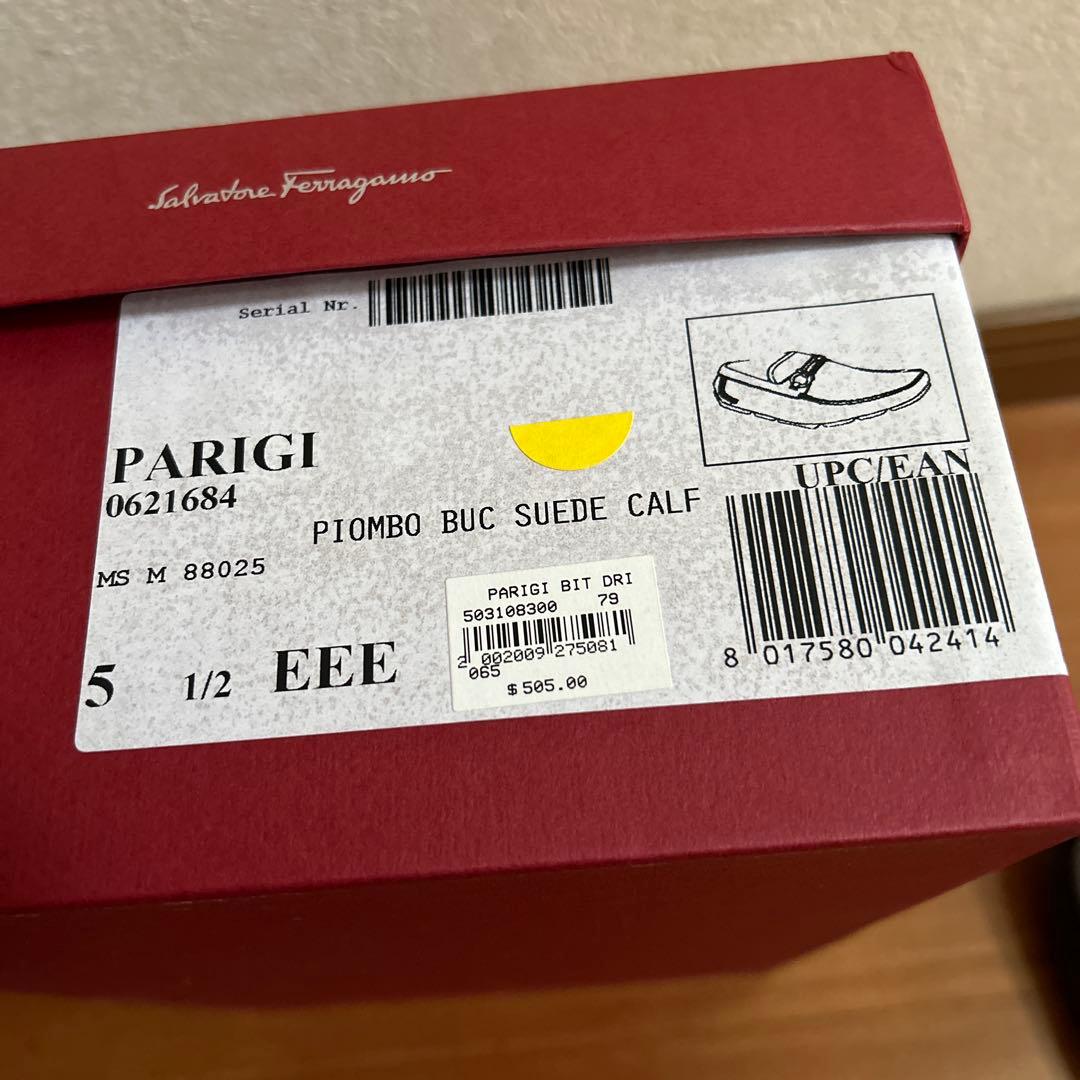 Salvatore Ferragamo
Serial Nr.
PARIGI
0621684
PIOMBO BUC SUEDE CALF
MS M 88025
5 1/2 EEE
PARIGI BIT DRI
503108300 79
2 002009 275081
065
$505.00
UPC/EAN
8 017580 042414